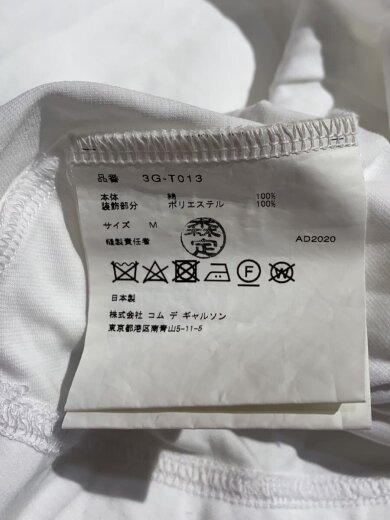 品番 3G-T013
本体 綿 100%
装飾部分 ポリエステル 100%
サイズ M
縫製責任者 森定 AD2020
日本製
株式会社 コム デ ギャルソン
東京都港区南青山5-11-5